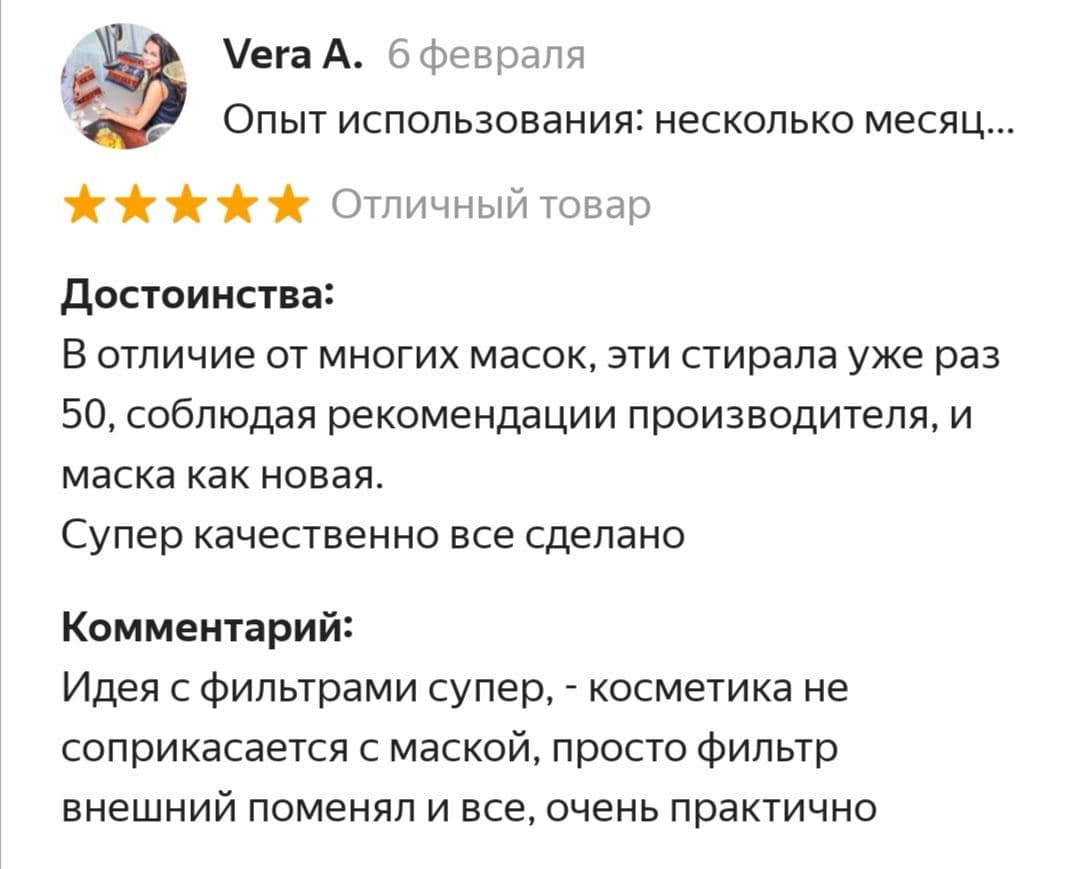 Vera A. 6 февраля
Опыт использования: несколько месяц...
Отличный товар
Достоинства:
В отличие от многих масок, эти стирала уже раз
50, соблюдая рекомендации производителя, и
маска как новая.
Супер качественно все сделано
Комментарий:
Идея с фильтрами супер, - косметика не
соприкасается с маской, просто фильтр
внешний поменял и все, очень практично